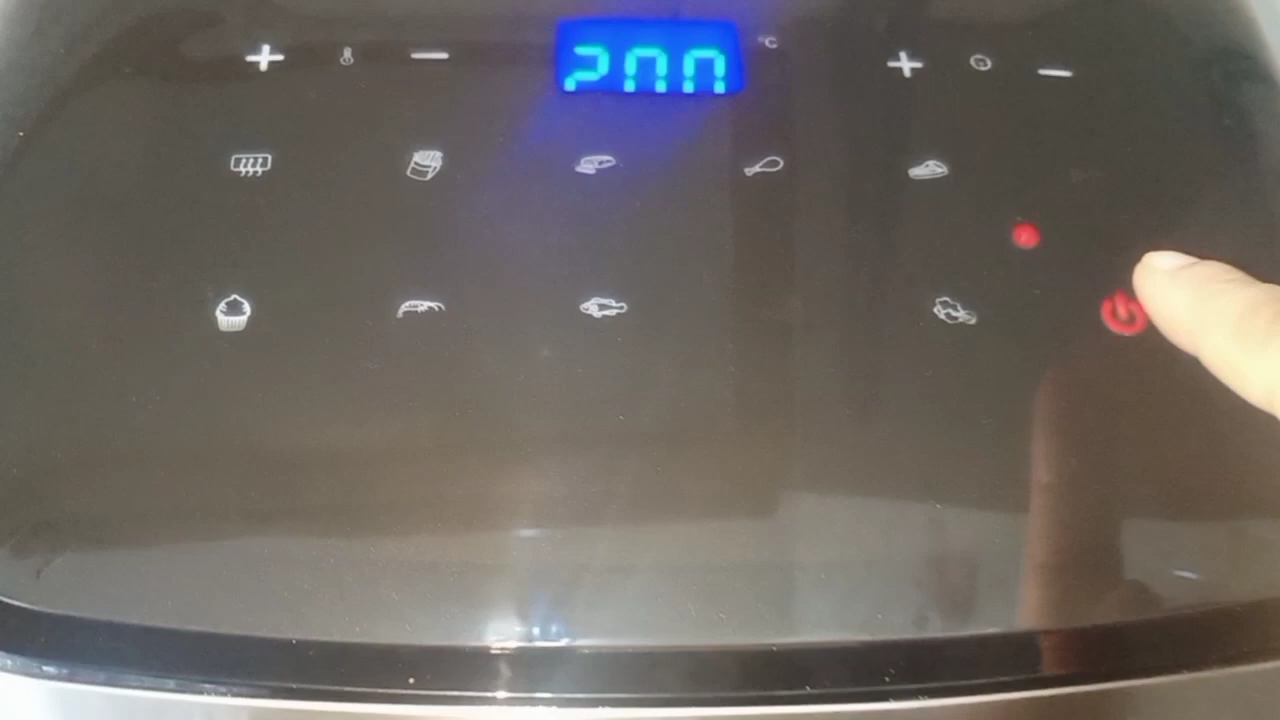 + — 200 °C + —